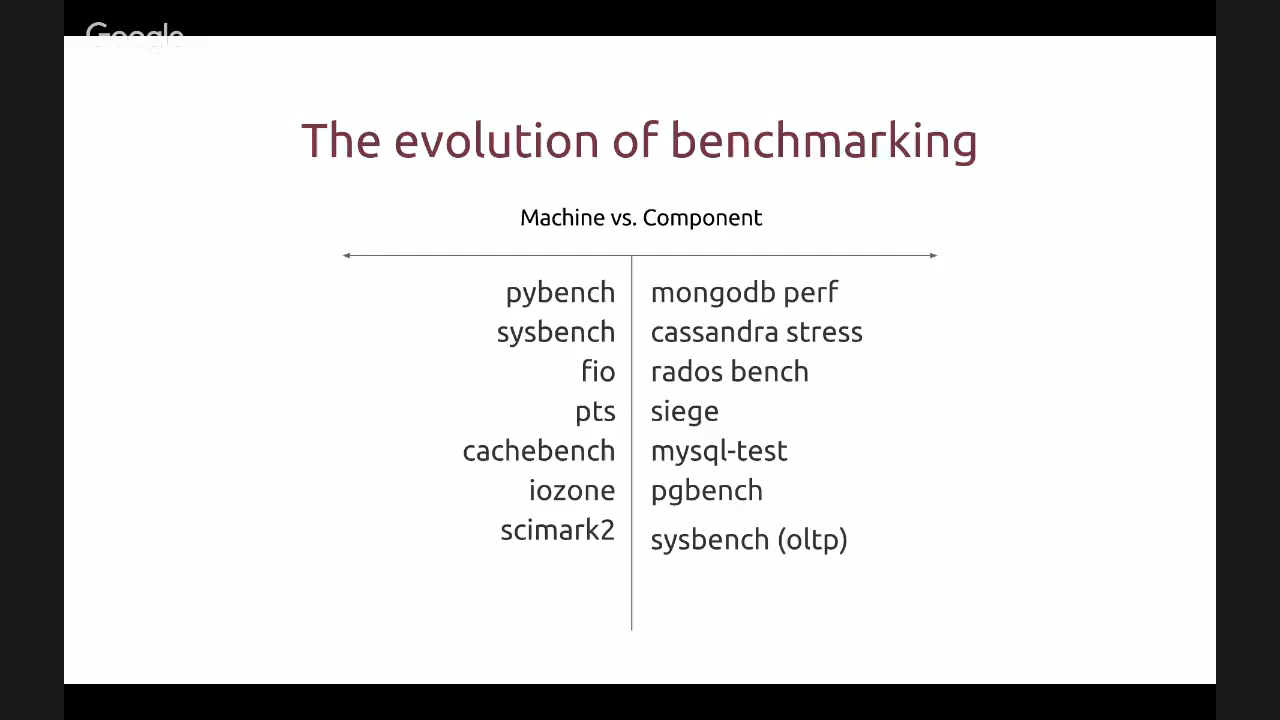 Google
The evolution of benchmarking
Machine vs. Component
pybench
sysbench
fio
pts
cachebench
iozone
scimark2
mongodb perf
cassandra stress
rados bench
siege
mysql-test
pgbench
sysbench (oltp)